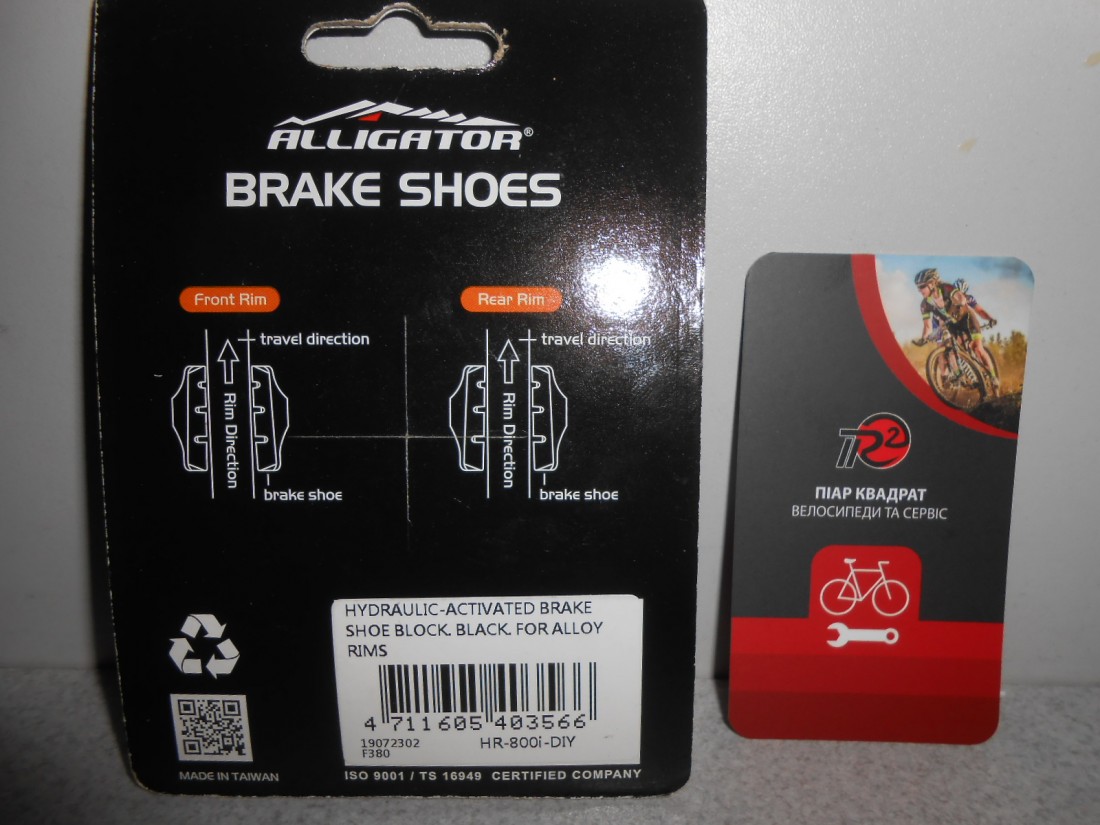 ALLIGATOR®
BRAKE SHOES
Front Rim
travel direction
Rim Direction
brake shoe
Rear Rim
travel direction
Rim Direction
brake shoe
HYDRAULIC-ACTIVATED BRAKE
SHOE BLOCK. BLACK. FOR ALLOY
RIMS
4 711605 403566
19072302
F380
HR-800i-DIY
MADE IN TAIWAN
ISO 9001 / TS 16949 CERTIFIED COMPANY
ПR2
ПІАР КВАДРАТ
ВЕЛОСИПЕДИ ТА СЕРВІС